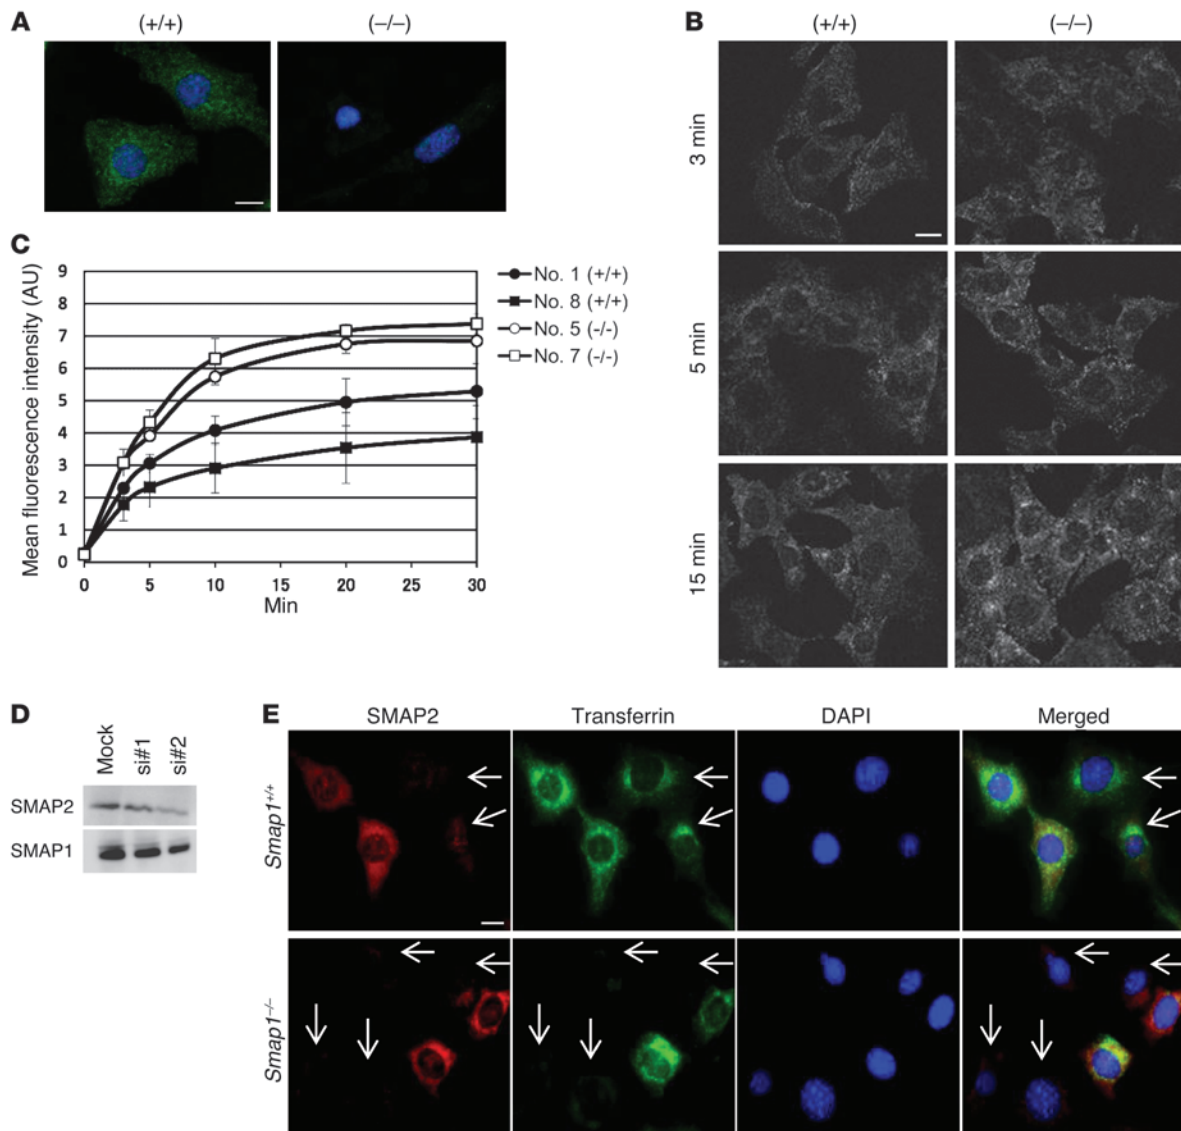 A
(+/+)
(−/−)
B
(+/+)
(−/−)
3 min
5 min
15 min
C
Mean fluorescence intensity (AU)
9
8
7
6
5
4
3
2
1
0
0
5
10
15
20
25
30
Min
No. 1 (+/+)
No. 8 (+/+)
No. 5 (-/-)
No. 7 (-/-)
D
Mock
si#1
si#2
SMAP2
SMAP1
E
SMAP2
Transferrin
DAPI
Merged
Smap1+/+
Smap1−/−